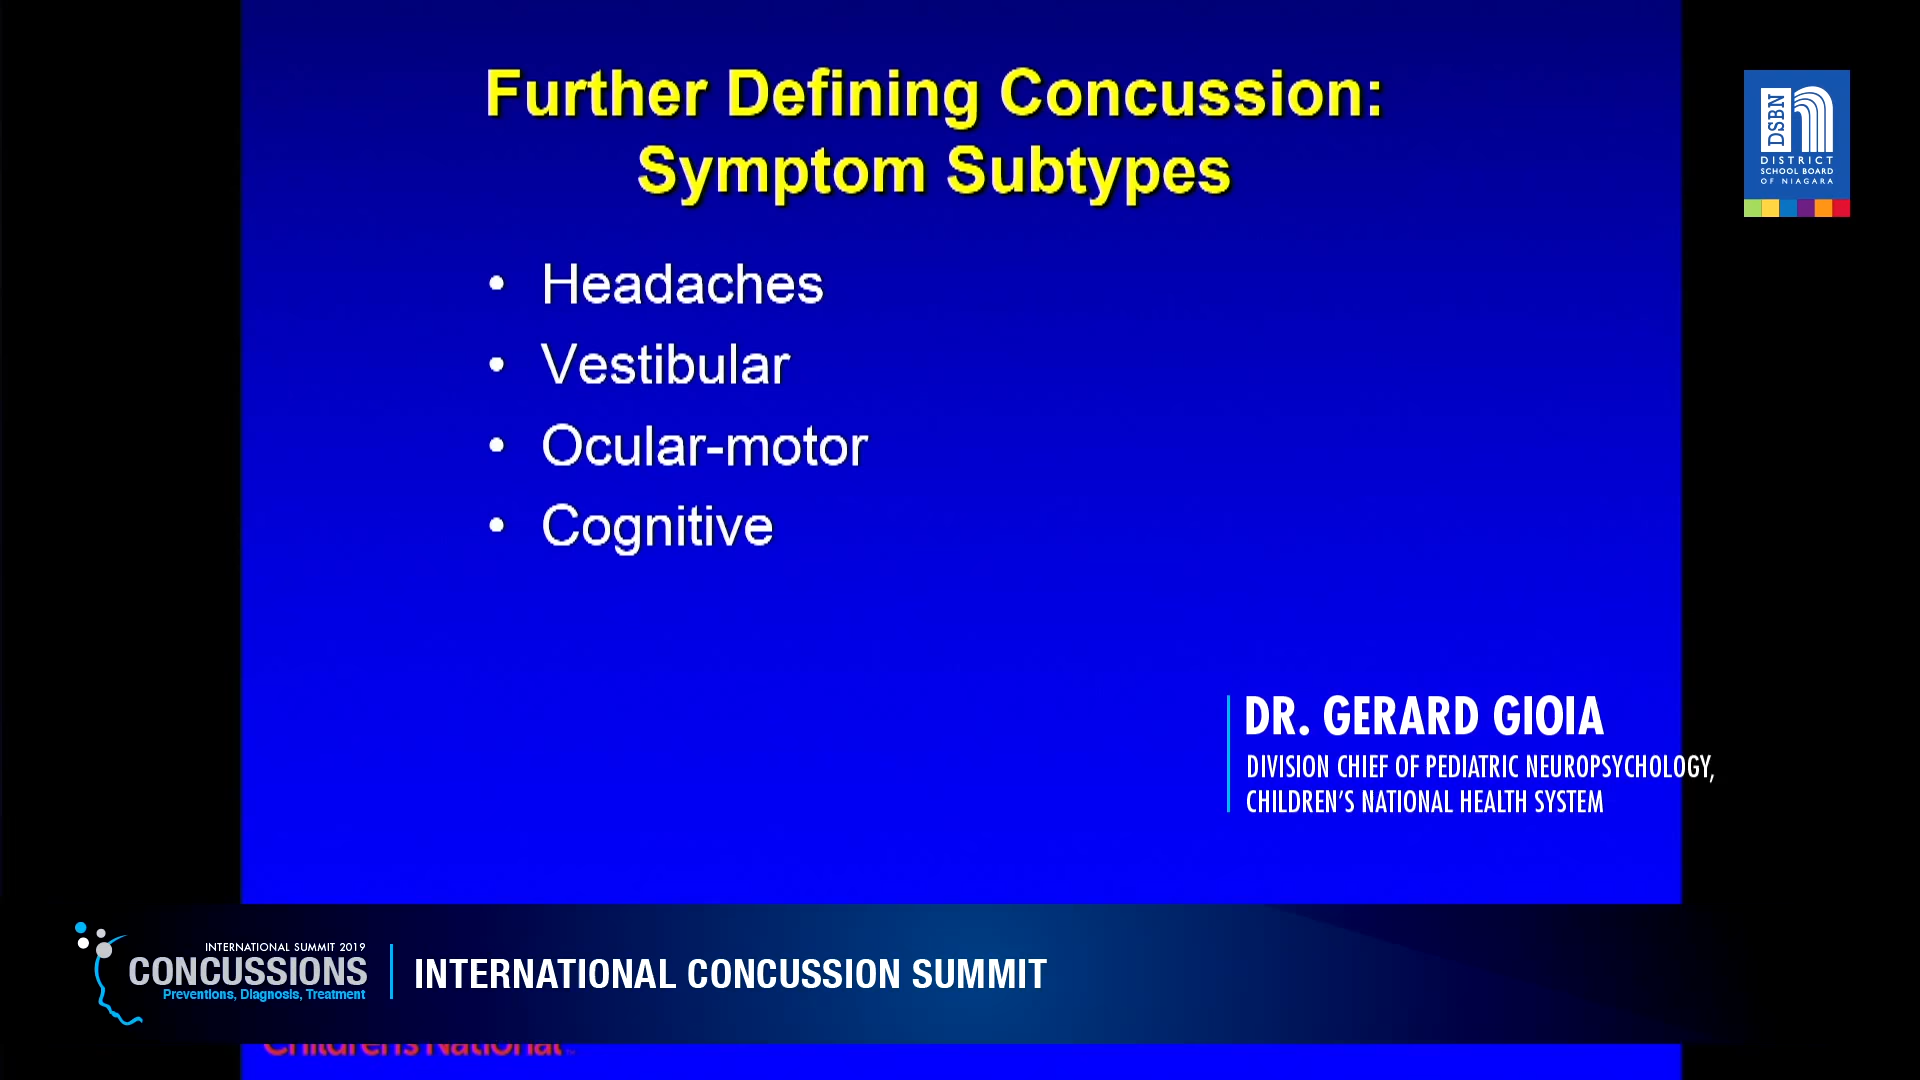 Further Defining Concussion:
Symptom Subtypes
• Headaches
• Vestibular
• Ocular-motor
• Cognitive
DSBN
DISTRICT
SCHOOL BOARD
OF NIAGARA
DR. GERARD GIOIA
DIVISION CHIEF OF PEDIATRIC NEUROPSYCHOLOGY,
CHILDREN'S NATIONAL HEALTH SYSTEM
INTERNATIONAL SUMMIT 2019
CONCUSSIONS
Preventions, Diagnosis, Treatment
INTERNATIONAL CONCUSSION SUMMIT
Children's National™